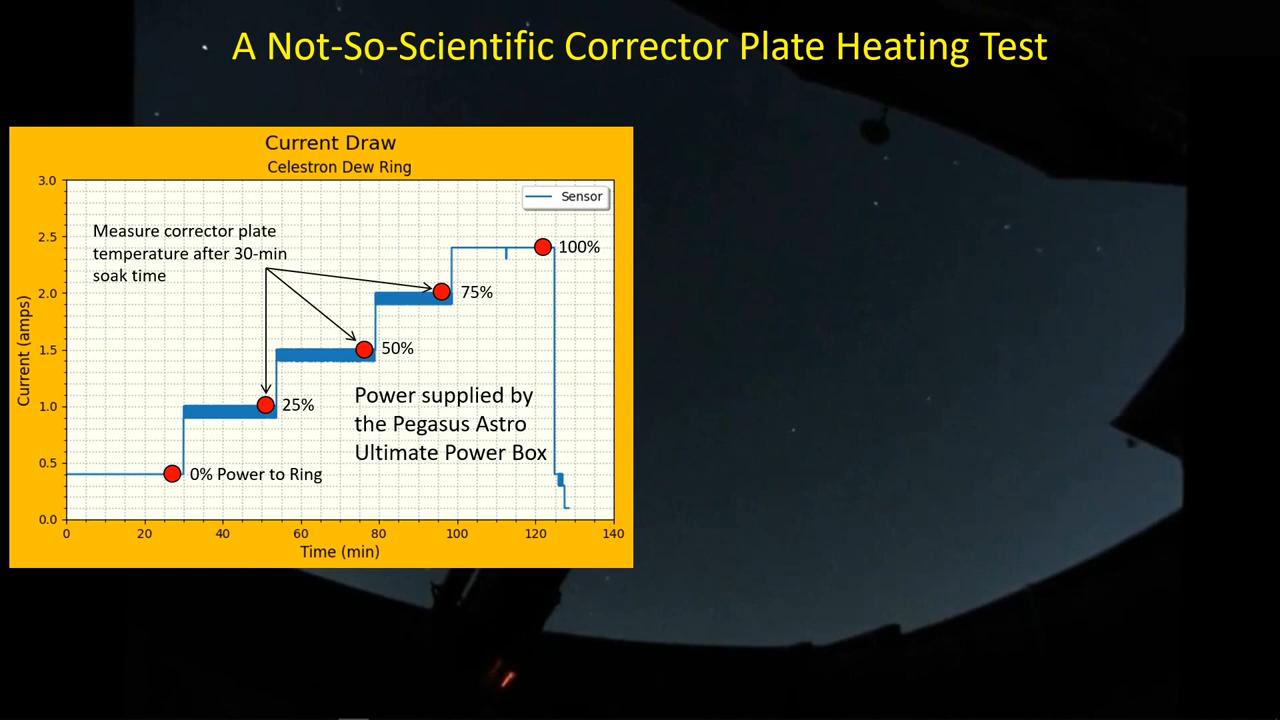 A Not-So-Scientific Corrector Plate Heating Test
Current Draw
Celestron Dew Ring
Sensor
Measure corrector plate
temperature after 30-min
soak time
100%
75%
50%
25%
0% Power to Ring
Power supplied by
the Pegasus Astro
Ultimate Power Box
Current (amps)
3.0
2.5
2.0
1.5
1.0
0.5
0.0
0 20 40 60 80 100 120 140
Time (min)